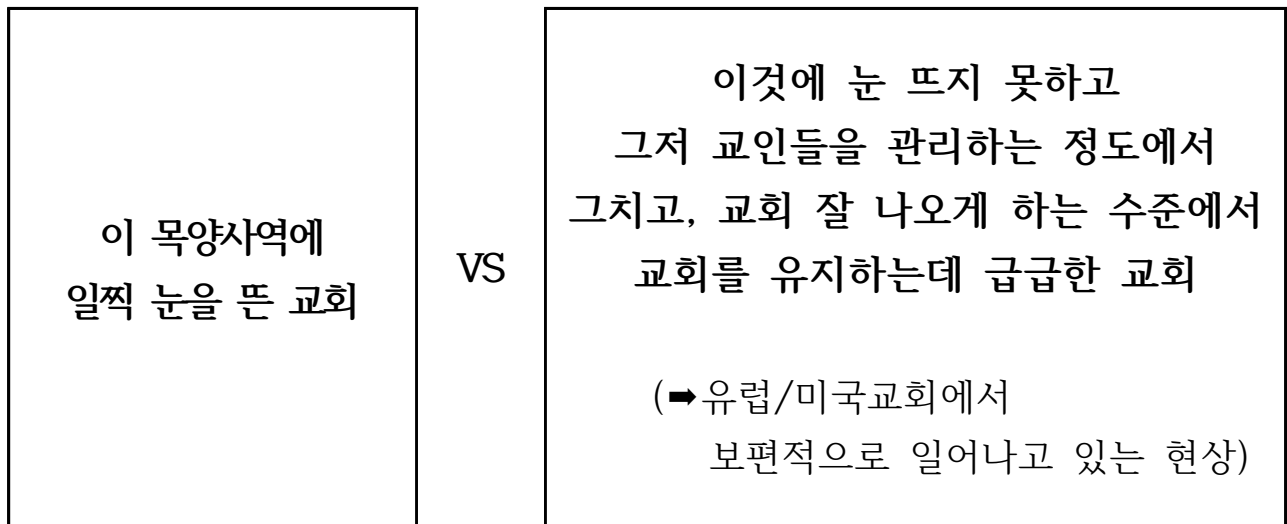 이 목양사역에
일찍 눈을 뜬 교회
VS
이것에 눈 뜨지 못하고
그저 교인들을 관리하는 정도에서
그치고, 교회 잘 나오게 하는 수준에서
교회를 유지하는데 급급한 교회
(➡유럽/미국교회에서
보편적으로 일어나고 있는 현상)